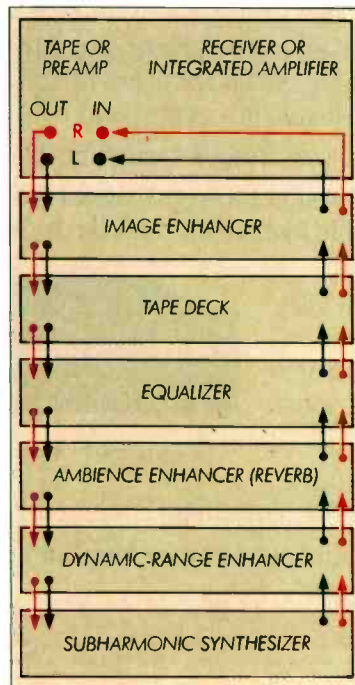 TAPE OR
PREAMP
RECEIVER OR
INTEGRATED AMPLIFIER
OUT IN
R
L
IMAGE ENHANCER
TAPE DECK
EQUALIZER
AMBIENCE ENHANCER (REVERB)
DYNAMIC-RANGE ENHANCER
SUBHARMONIC SYNTHESIZER